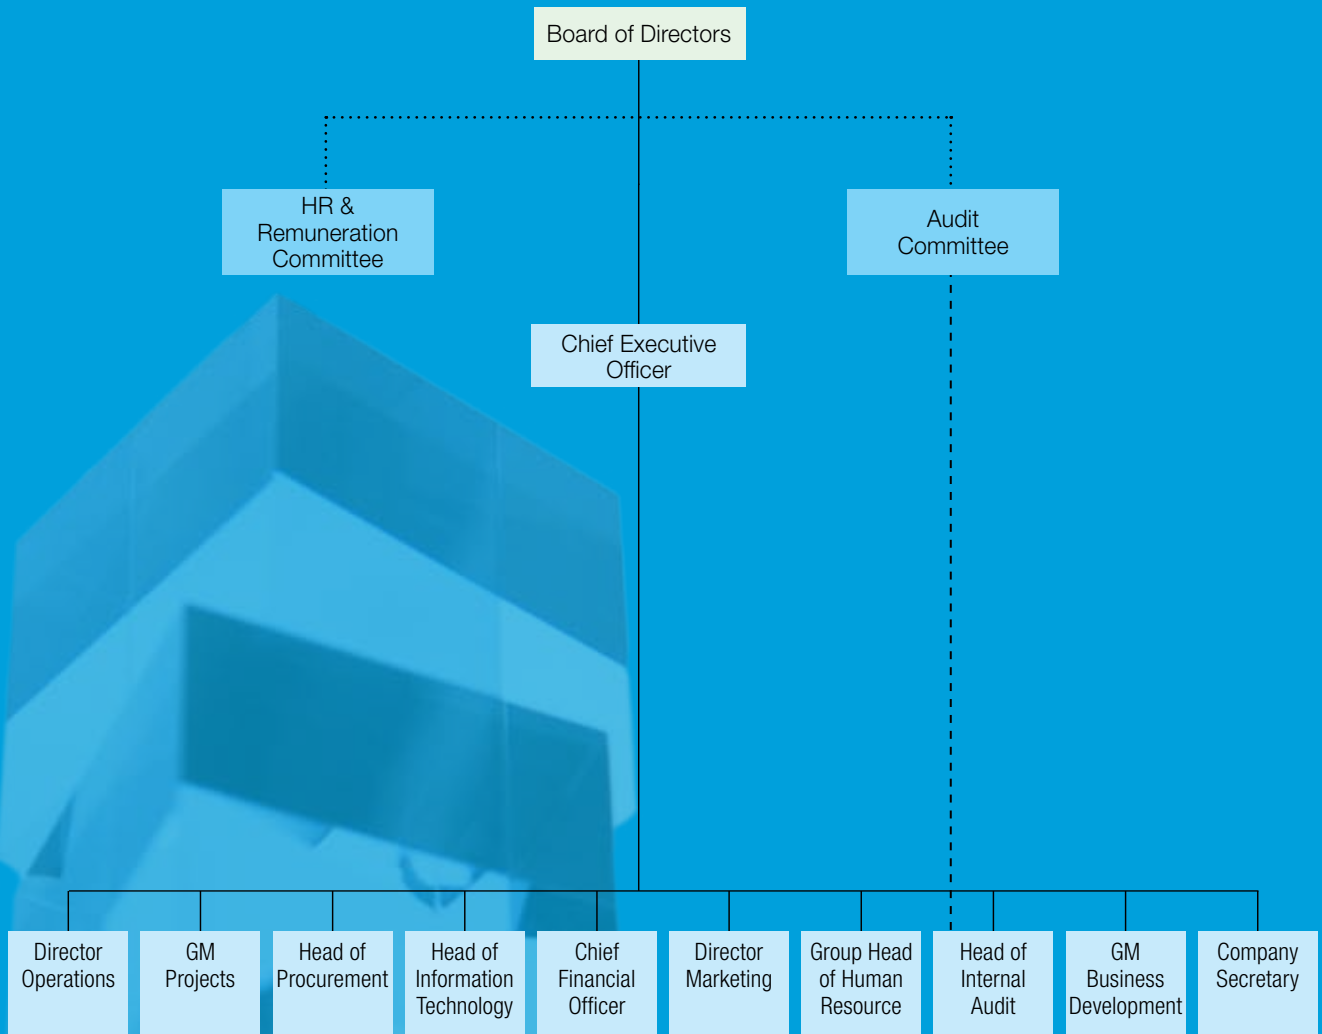 Board of Directors
HR &
Remuneration
Committee
Audit
Committee
Chief Executive
Officer
Director
Operations
GM
Projects
Head of
Procurement
Head of
Information
Technology
Chief
Financial
Officer
Director
Marketing
Group Head
of Human
Resource
Head of
Internal
Audit
GM
Business
Development
Company
Secretary